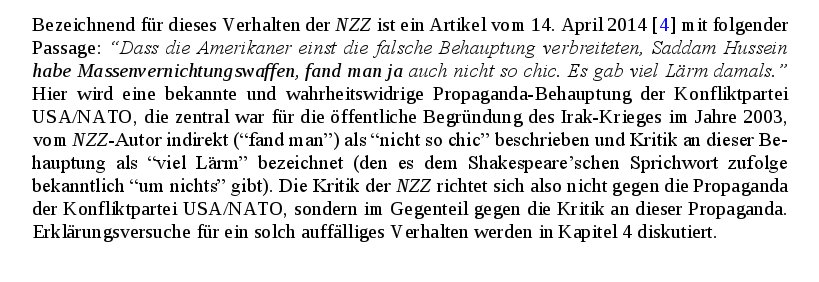 Bezeichnend für dieses Verhalten der NZZ ist ein Artikel vom 14. April 2014 [4] mit folgender
Passage: “Dass die Amerikaner einst die falsche Behauptung verbreiteten, Saddam Hussein
habe Massenvernichtungswaffen, fand man ja auch nicht so chic. Es gab viel Lärm damals.”
Hier wird eine bekannte und wahrheitswidrige Propaganda-Behauptung der Konfliktpartei
USA/NATO, die zentral war für die öffentliche Begründung des Irak-Krieges im Jahre 2003,
vom NZZ-Autor indirekt (“fand man”) als “nicht so chic” beschrieben und Kritik an dieser Be-
hauptung als “viel Lärm” bezeichnet (den es dem Shakespeare’schen Sprichwort zufolge
bekanntlich “um nichts” gibt). Die Kritik der NZZ richtet sich also nicht gegen die Propaganda
der Konfliktpartei USA/NATO, sondern im Gegenteil gegen die Kritik an dieser Propaganda.
Erklärungsversuche für ein solch auffälliges Verhalten werden in Kapitel 4 diskutiert.